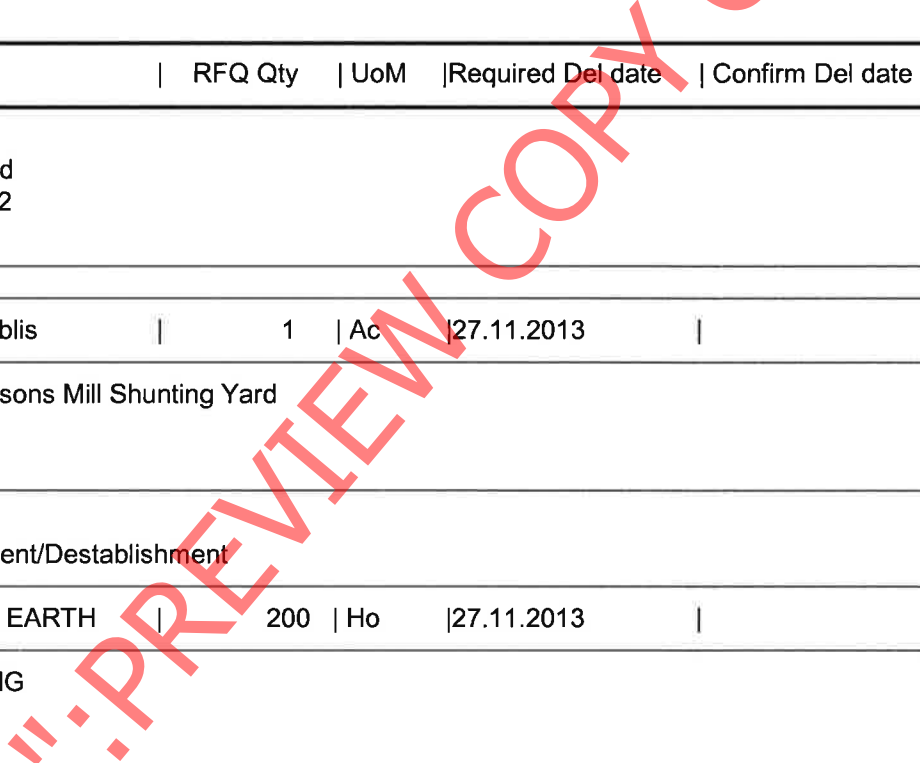 | RFQ Qty | UoM |Required Del date | Confirm Del date
d
2
blis | 1 | Ac |27.11.2013 |
sons Mill Shunting Yard
ent/Destablishment
EARTH | 200 | Ho |27.11.2013 |
IG
":PREVIEW COPY